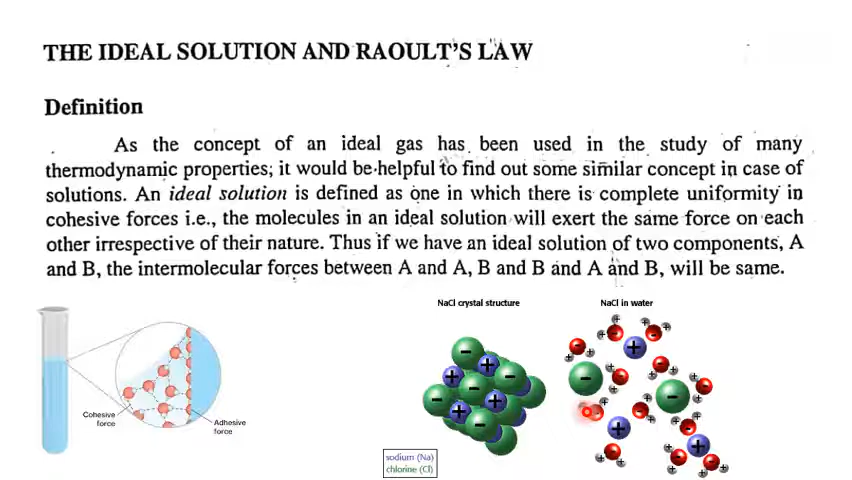 THE IDEAL SOLUTION AND RAOULT'S LAW
Definition
As the concept of an ideal gas has been used in the study of many
thermodynamic properties; it would be helpful to find out some similar concept in case of
solutions. An ideal solution is defined as one in which there is complete uniformity in
cohesive forces i.e., the molecules in an ideal solution will exert the same force on each
other irrespective of their nature. Thus if we have an ideal solution of two components, A
and B, the intermolecular forces between A and A, B and B and A and B, will be same.
NaCl crystal structure
NaCl in water
Cohesive
force
Adhesive
force
sodium (Na)
chlorine (Cl)